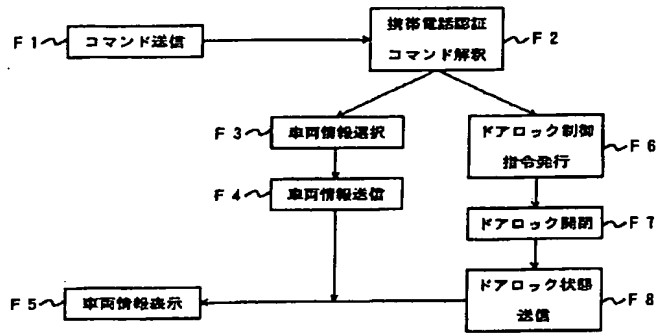 F1 コマンド送信
携帯電話認証
コマンド解釈
F2
F3 車両情報選択
ドアロック制御
指令発行
F6
F4 車両情報送信
ドアロック開閉 F7
F5 車両情報表示
ドアロック状態
送信
F8